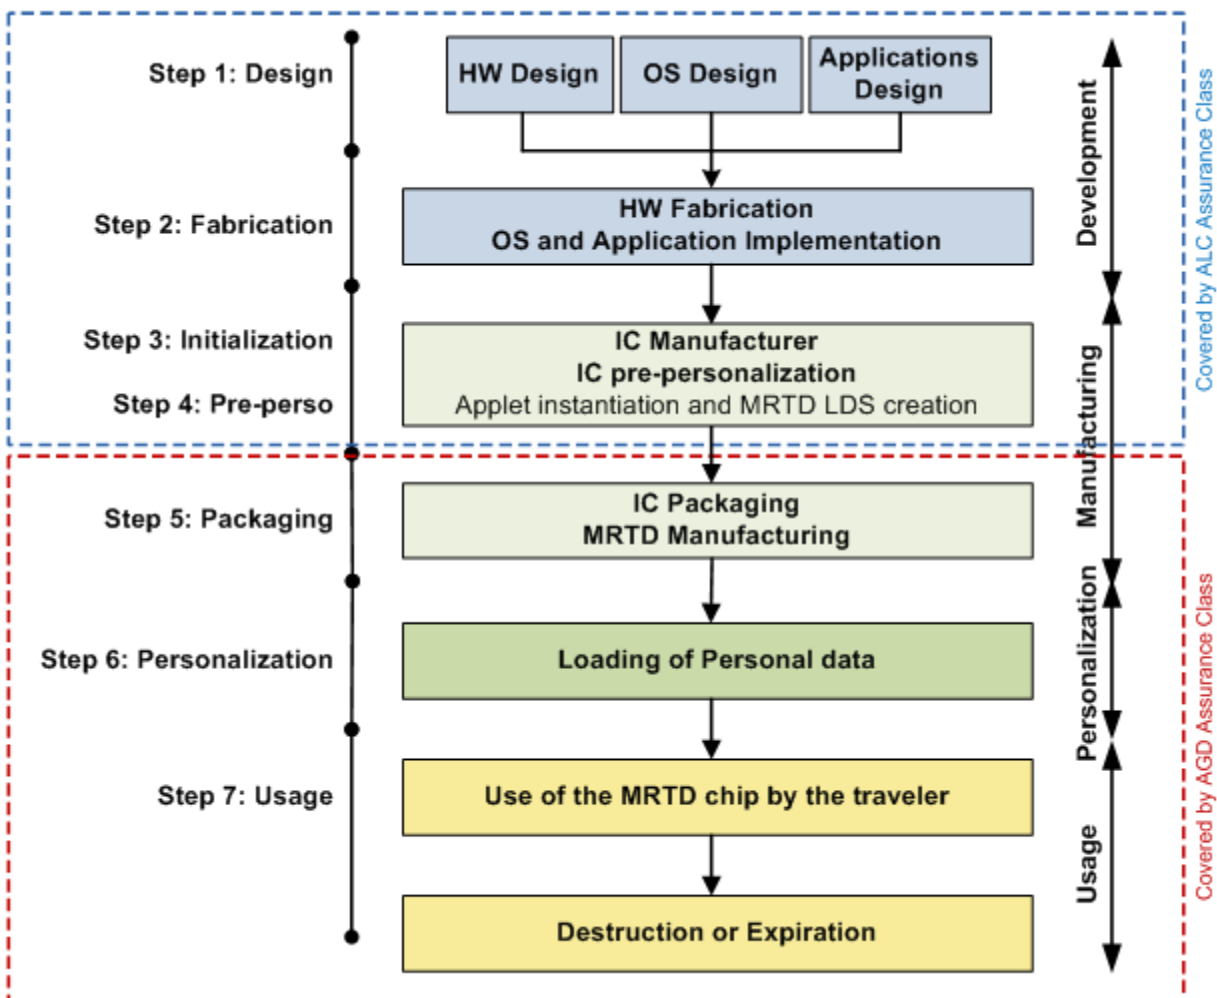 Step 1: Design
HW Design
OS Design
Applications
Design
Development
Covered by ALC Assurance Class
Step 2: Fabrication
HW Fabrication
OS and Application Implementation
Step 3: Initialization
IC Manufacturer
IC pre-personalization
Step 4: Pre-perso
Applet instantiation and MRTD LDS creation
Manufacturing
Step 5: Packaging
IC Packaging
MRTD Manufacturing
Step 6: Personalization
Loading of Personal data
Personalization
Covered by AGD Assurance Class
Step 7: Usage
Use of the MRTD chip by the traveler
Usage
Destruction or Expiration